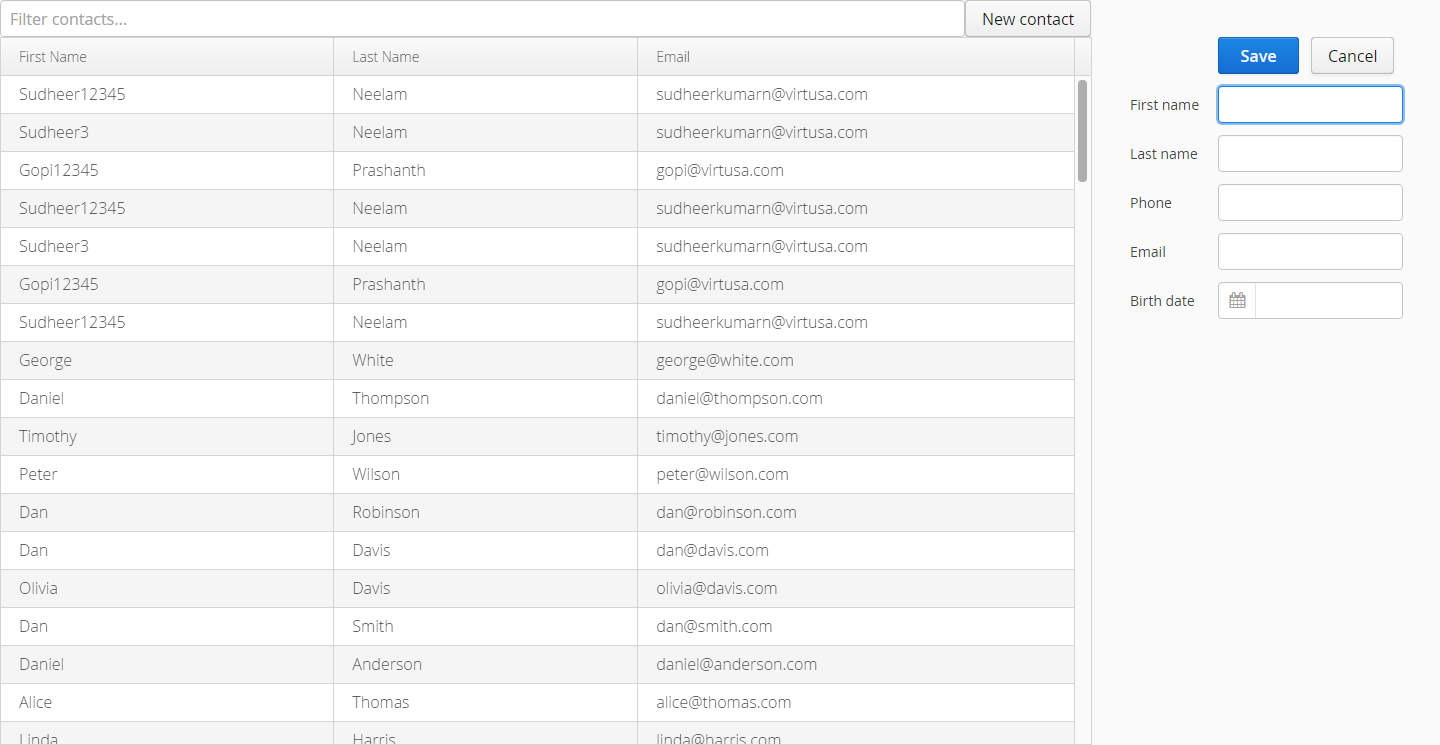 Filter contacts... New contact
First Name Last Name Email
Sudheer12345 Neelam sudheerkumarn@virtusa.com
Sudheer3 Neelam sudheerkumarn@virtusa.com
Gopi12345 Prashanth gopi@virtusa.com
Sudheer12345 Neelam sudheerkumarn@virtusa.com
Sudheer3 Neelam sudheerkumarn@virtusa.com
Gopi12345 Prashanth gopi@virtusa.com
Sudheer12345 Neelam sudheerkumarn@virtusa.com
George White george@white.com
Daniel Thompson daniel@thompson.com
Timothy Jones timothy@jones.com
Peter Wilson peter@wilson.com
Dan Robinson dan@robinson.com
Dan Davis dan@davis.com
Olivia Davis olivia@davis.com
Dan Smith dan@smith.com
Daniel Anderson daniel@anderson.com
Alice Thomas alice@thomas.com
Linda Harris linda@harris.com
Save Cancel
First name
Last name
Phone
Email
Birth date